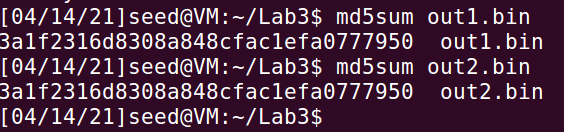 [04/14/21]seed@VM:~/Lab3$ md5sum out1.bin
3a1f2316d8308a848cfac1efa0777950  out1.bin
[04/14/21]seed@VM:~/Lab3$ md5sum out2.bin
3a1f2316d8308a848cfac1efa0777950  out2.bin
[04/14/21]seed@VM:~/Lab3$